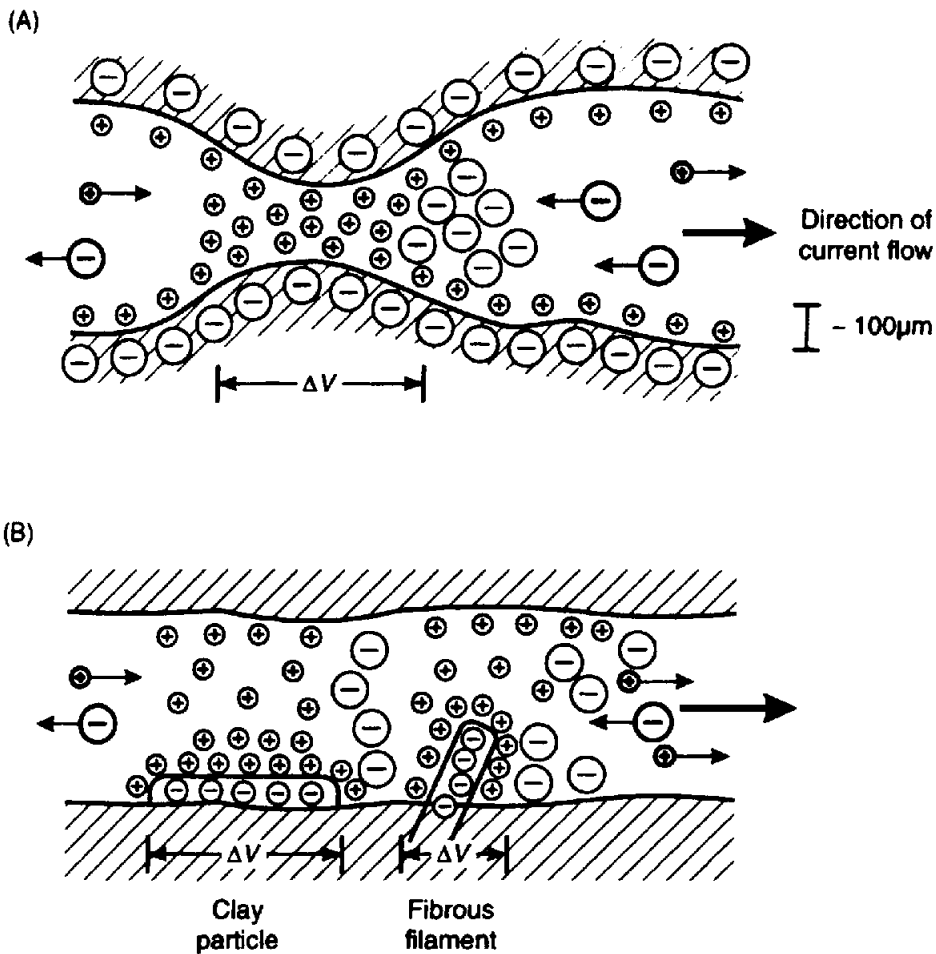 (A)
Direction of
current flow
~ 100µm
ΔV
(B)
ΔV
ΔV
Clay
particle
Fibrous
filament